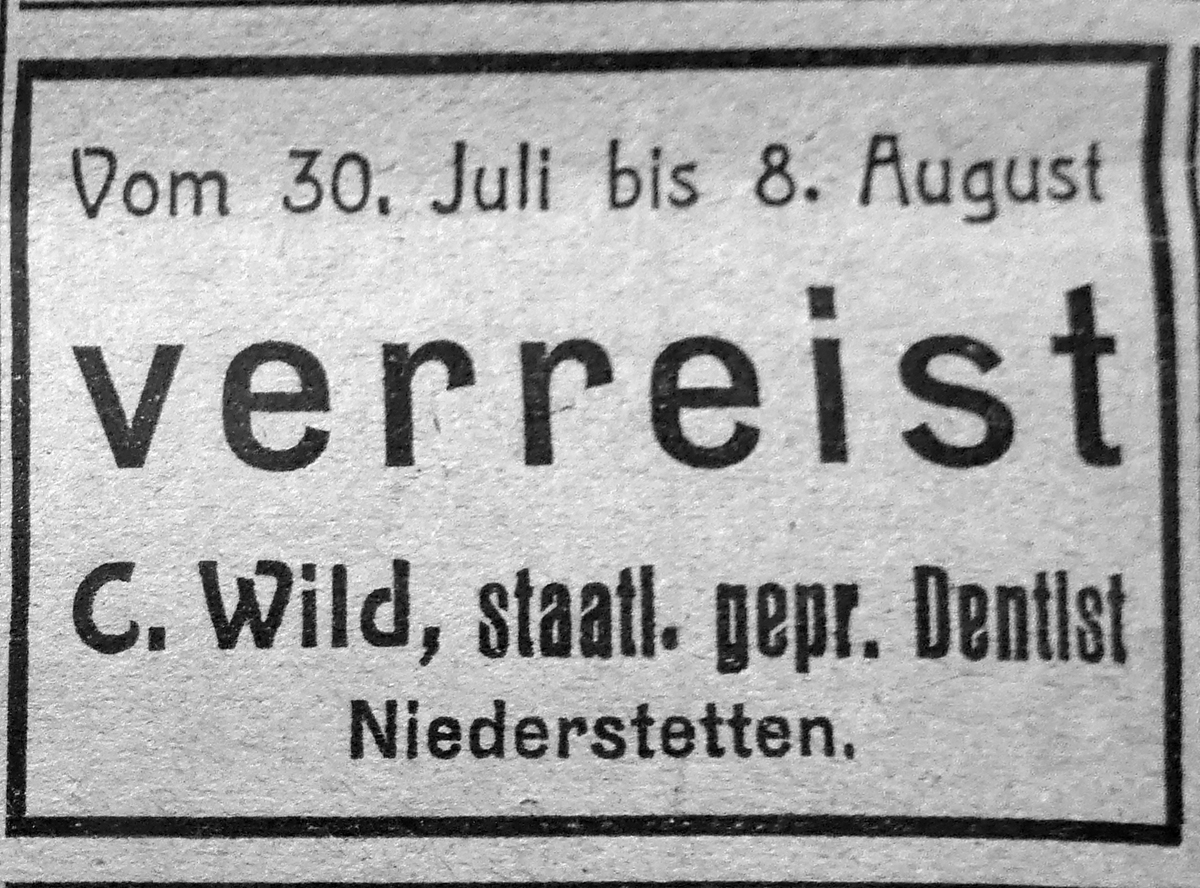 Vom 30. Juli bis 8. August
verreist
C. Wild, staatl. gepr. Dentist
Niederstetten.